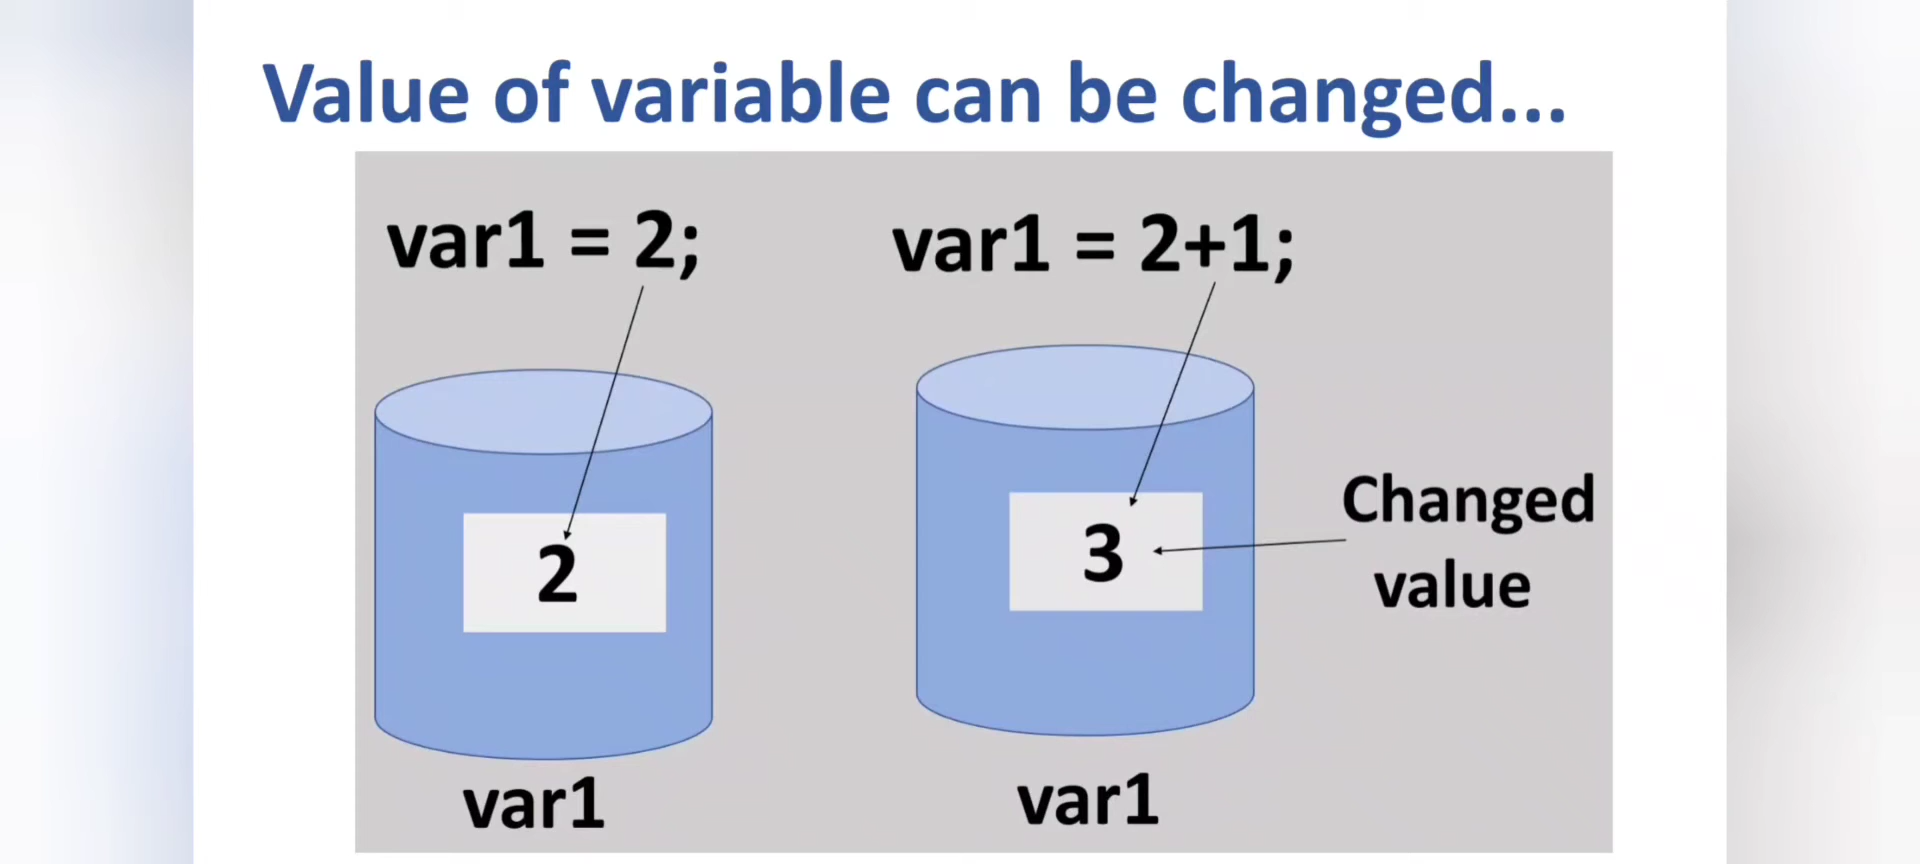 Value of variable can be changed...
var1 = 2;
var1 = 2+1;
2
3
Changed
value
var1
var1